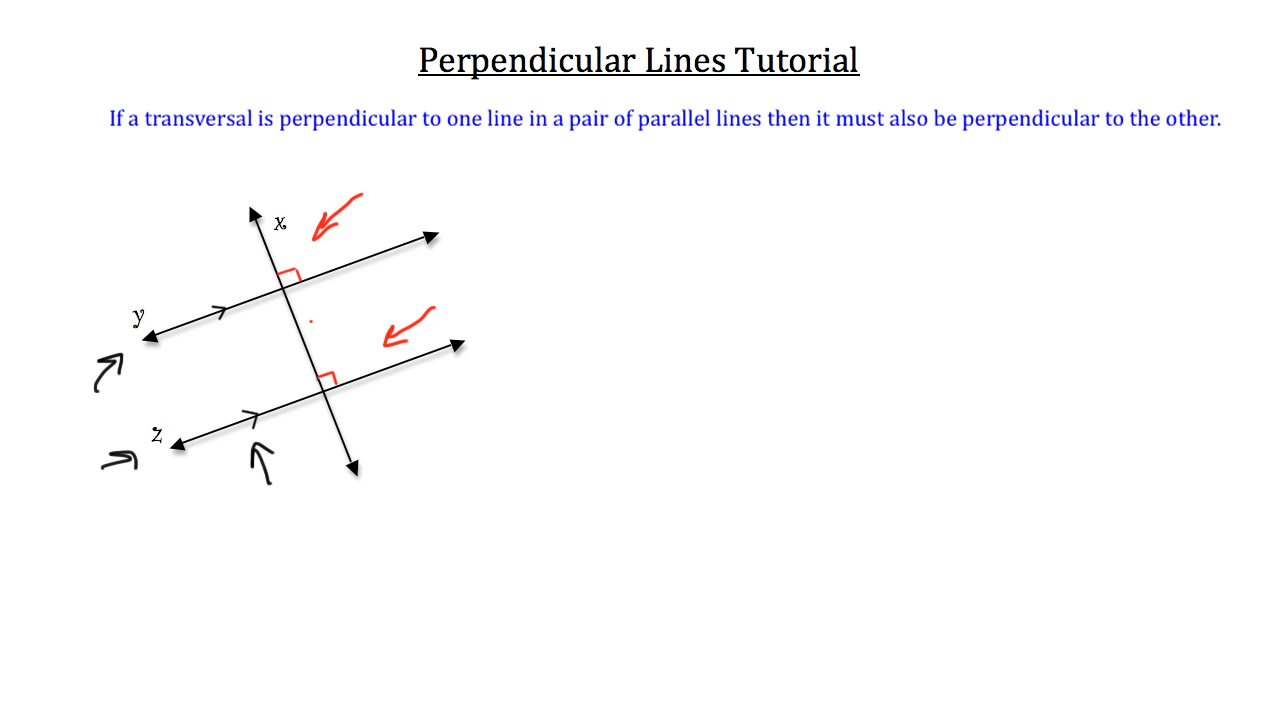 Perpendicular Lines Tutorial
If a transversal is perpendicular to one line in a pair of parallel lines then it must also be perpendicular to the other.
x
y
z